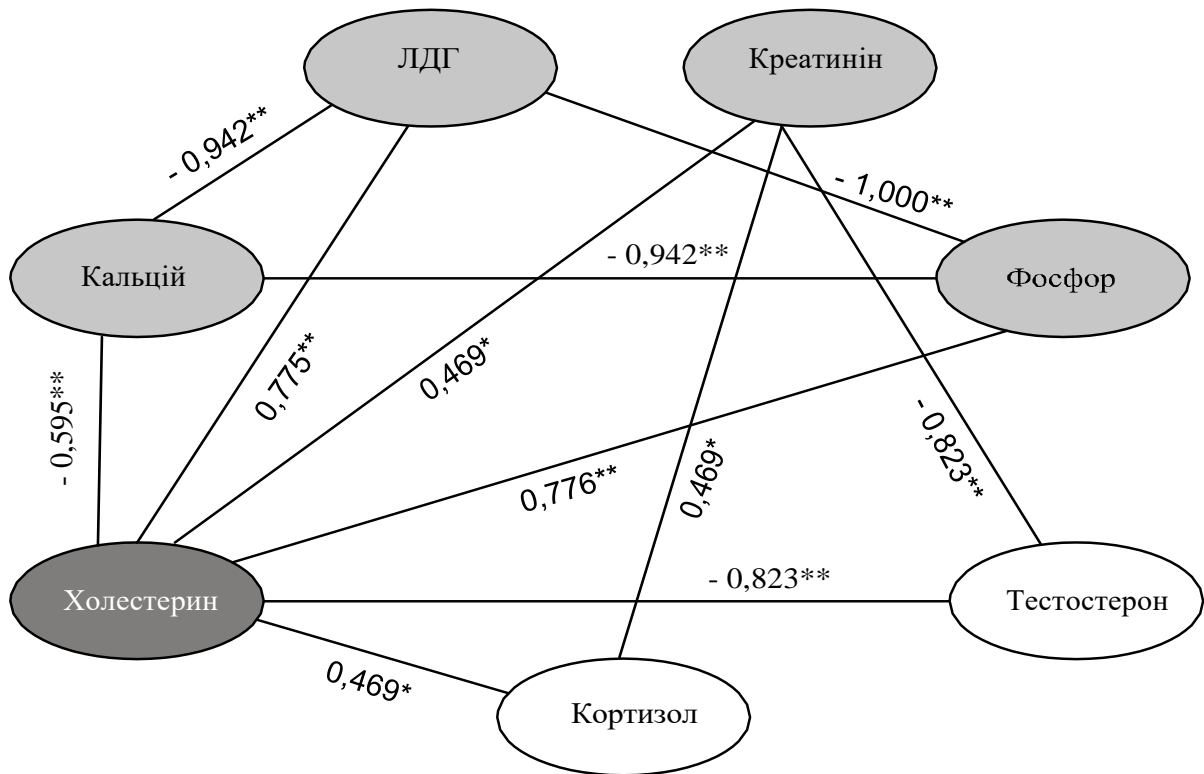 ЛДГ
Креатинін
- 0,942**
- 1,000**
Кальцій
- 0,942**
Фосфор
- 0,595**
0,775**
0,469*
0,776**
0,469*
- 0,823**
Холестерин
- 0,823**
Тестостерон
0,469*
Кортизол